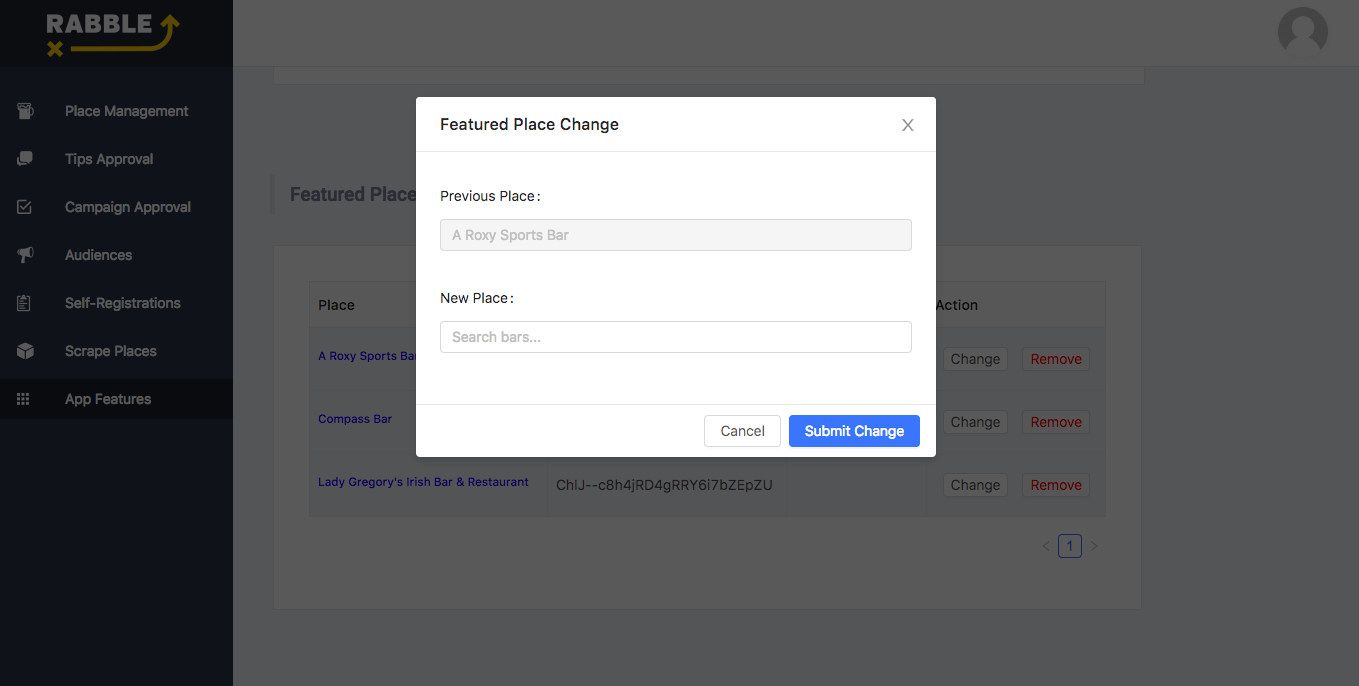 RABBLE
Place Management
Tips Approval
Campaign Approval
Audiences
Self-Registrations
Scrape Places
App Features
Featured Place
Featured Place Change
X
Previous Place:
A Roxy Sports Bar
New Place:
Search bars...
Cancel
Submit Change
Place
Action
A Roxy Sports Ba
Change
Remove
Compass Bar
Change
Remove
Lady Gregory's Irish Bar & Restaurant
ChIJ--c8h4jRD4gRRY6i7bZEpZU
Change
Remove
< 1 >